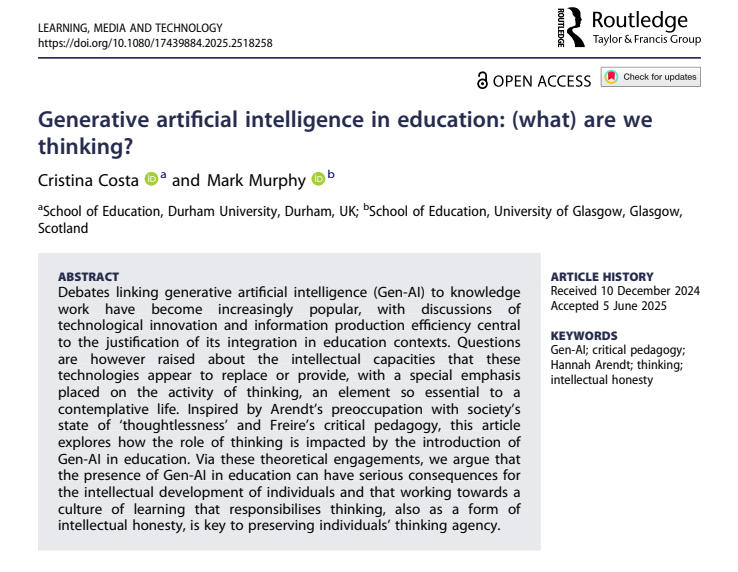 LEARNING, MEDIA AND TECHNOLOGY
https://doi.org/10.1080/17439884.2025.2518258
ROUTLEDGE
Routledge
Taylor & Francis Group
OPEN ACCESS
Check for updates
Generative artificial intelligence in education: (what) are we
thinking?
Cristina Costa iD a and Mark Murphy iD b
aSchool of Education, Durham University, Durham, UK; bSchool of Education, University of Glasgow, Glasgow,
Scotland
ABSTRACT
Debates linking generative artificial intelligence (Gen-AI) to knowledge
work have become increasingly popular, with discussions of
technological innovation and information production efficiency central
to the justification of its integration in education contexts. Questions
are however raised about the intellectual capacities that these
technologies appear to replace or provide, with a special emphasis
placed on the activity of thinking, an element so essential to a
contemplative life. Inspired by Arendt’s preoccupation with society’s
state of ‘thoughtlessness’ and Freire’s critical pedagogy, this article
explores how the role of thinking is impacted by the introduction of
Gen-AI in education. Via these theoretical engagements, we argue that
the presence of Gen-AI in education can have serious consequences for
the intellectual development of individuals and that working towards a
culture of learning that responsibilises thinking, also as a form of
intellectual honesty, is key to preserving individuals’ thinking agency.
ARTICLE HISTORY
Received 10 December 2024
Accepted 5 June 2025
KEYWORDS
Gen-AI; critical pedagogy;
Hannah Arendt; thinking;
intellectual honesty